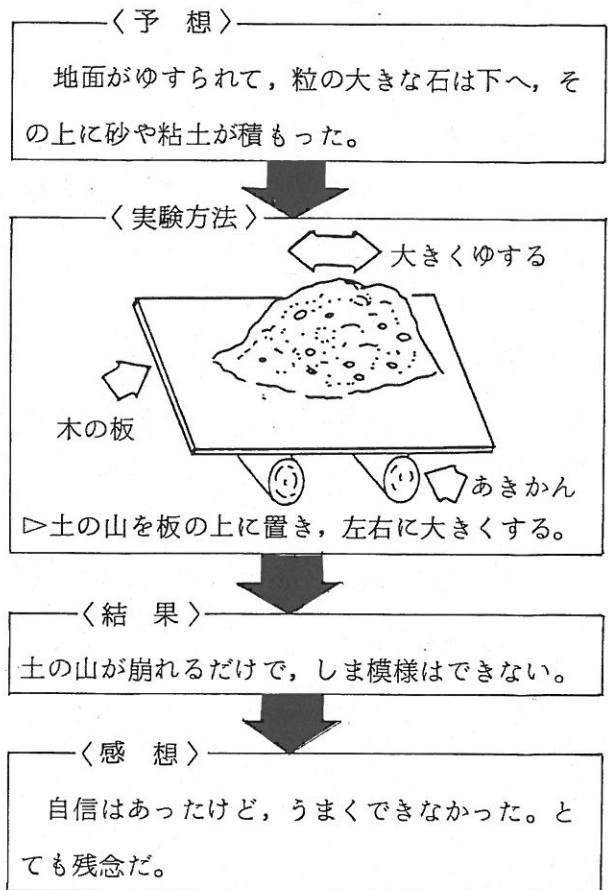 〈予 想〉
地面がゆすられて，粒の大きな石は下へ，そ
の上に砂や粘土が積もった。
〈実験方法〉
大きくゆする
木の板
あきかん
▷土の山を板の上に置き，左右に大きくする。
〈結 果〉
土の山が崩れるだけで，しま模様はできない。
〈感 想〉
自信はあったけど，うまくできなかった。と
ても残念だ。